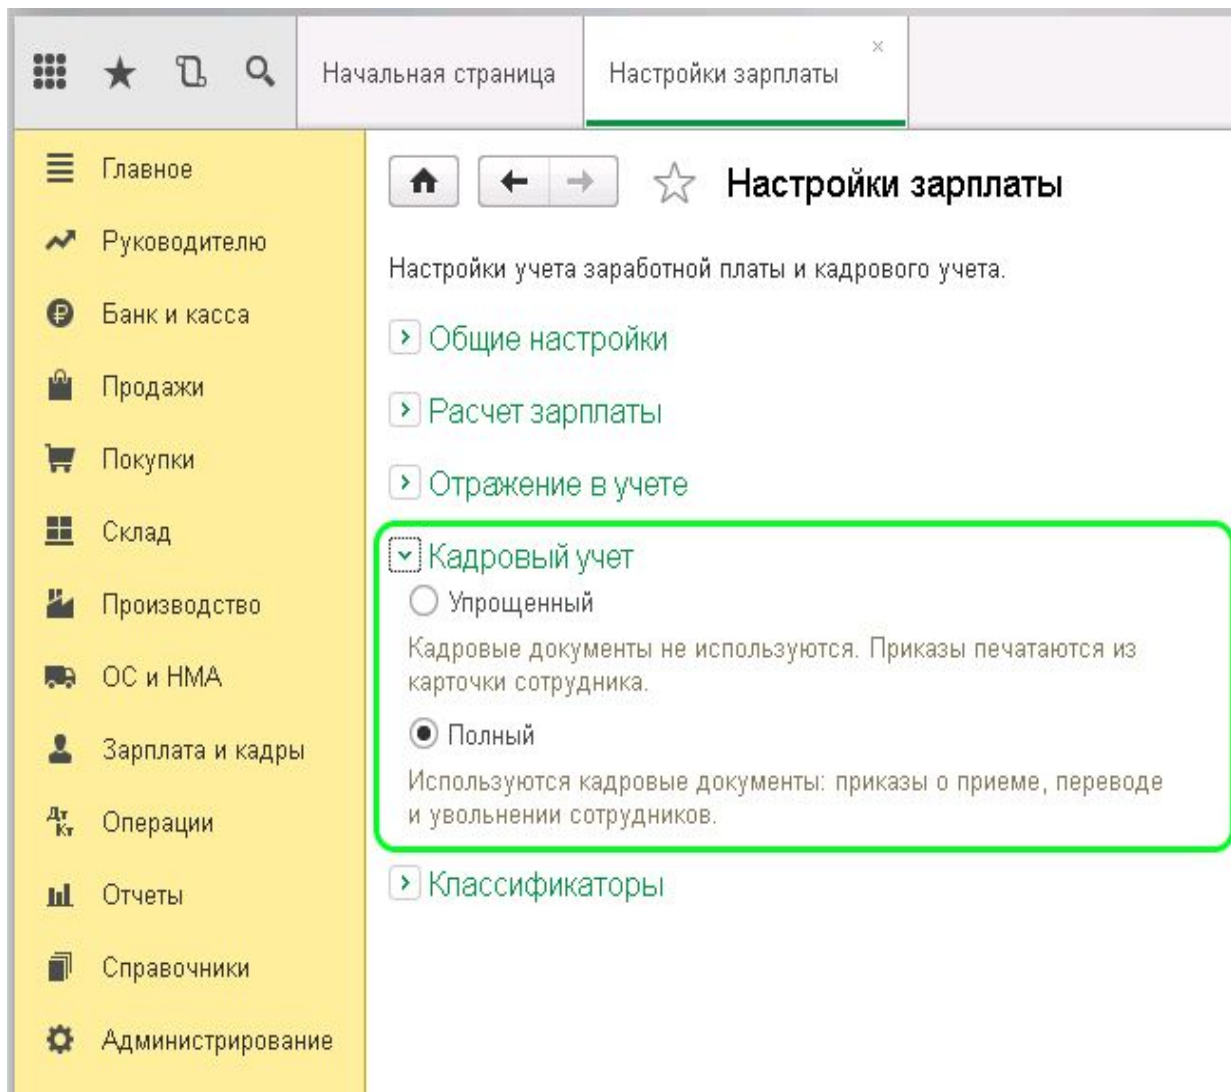 Начальная страница
Настройки зарплаты
Главное
Руководителю
Банк и касса
Продажи
Покупки
Склад
Производство
ОС и НМА
Зарплата и кадры
Дт
Кт
Операции
Отчеты
Справочники
Администрирование
Настройки зарплаты
Настройки учета заработной платы и кадрового учета.
Общие настройки
Расчет зарплаты
Отражение в учете
Кадровый учет
Упрощенный
Кадровые документы не используются. Приказы печатаются из
карточки сотрудника.
Полный
Используются кадровые документы: приказы о приеме, переводе
и увольнении сотрудников.
Классификаторы